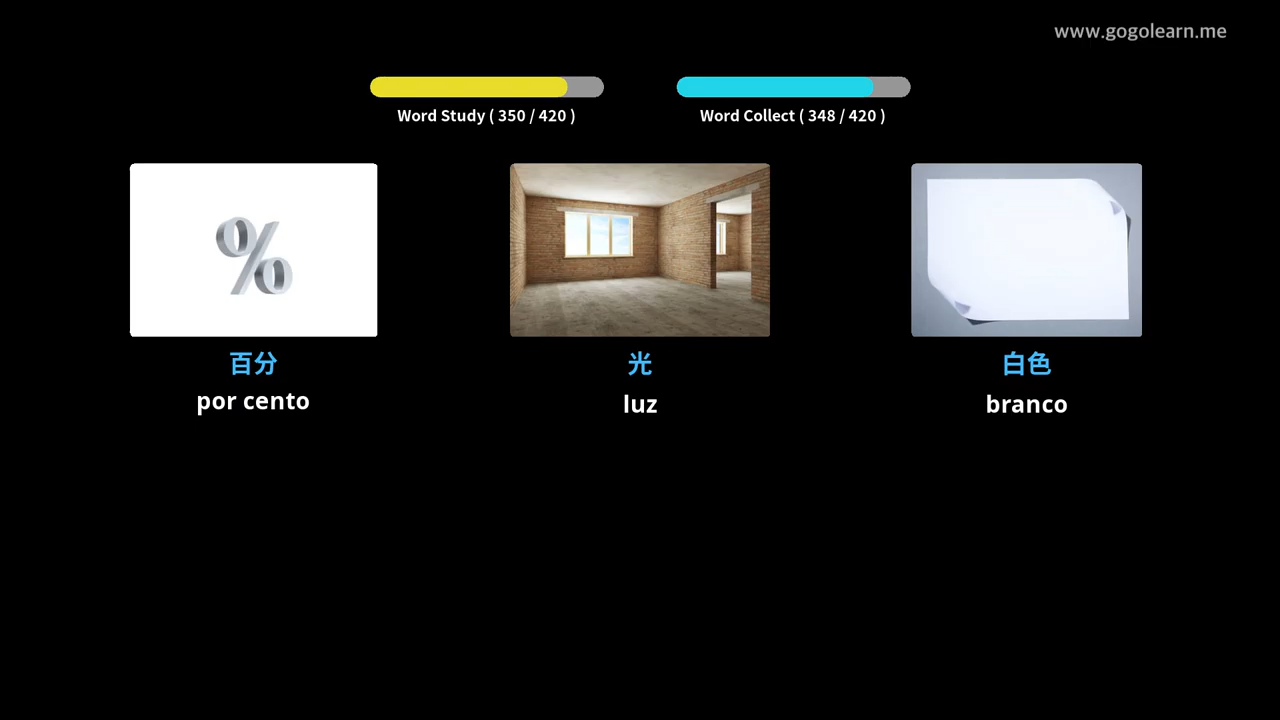 www.gogolearn.me
Word Study ( 350 / 420 )
Word Collect ( 348 / 420 )
%
百分
光
白色
por cento
luz
branco